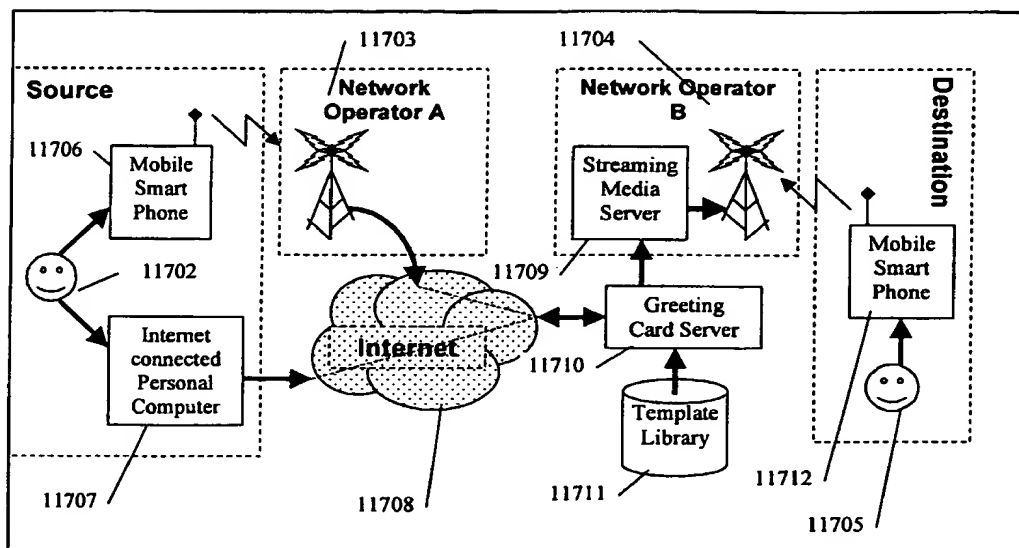 11703
11704
Source
Network
Operator A
Network Operator
B
Destination
11706
Mobile
Smart
Phone
Streaming
Media
Server
11702
11709
Mobile
Smart
Phone
Internet
connected
Personal
Computer
Internet
Greeting
Card Server
11710
Template
Library
11707
11708
11711
11712
11705